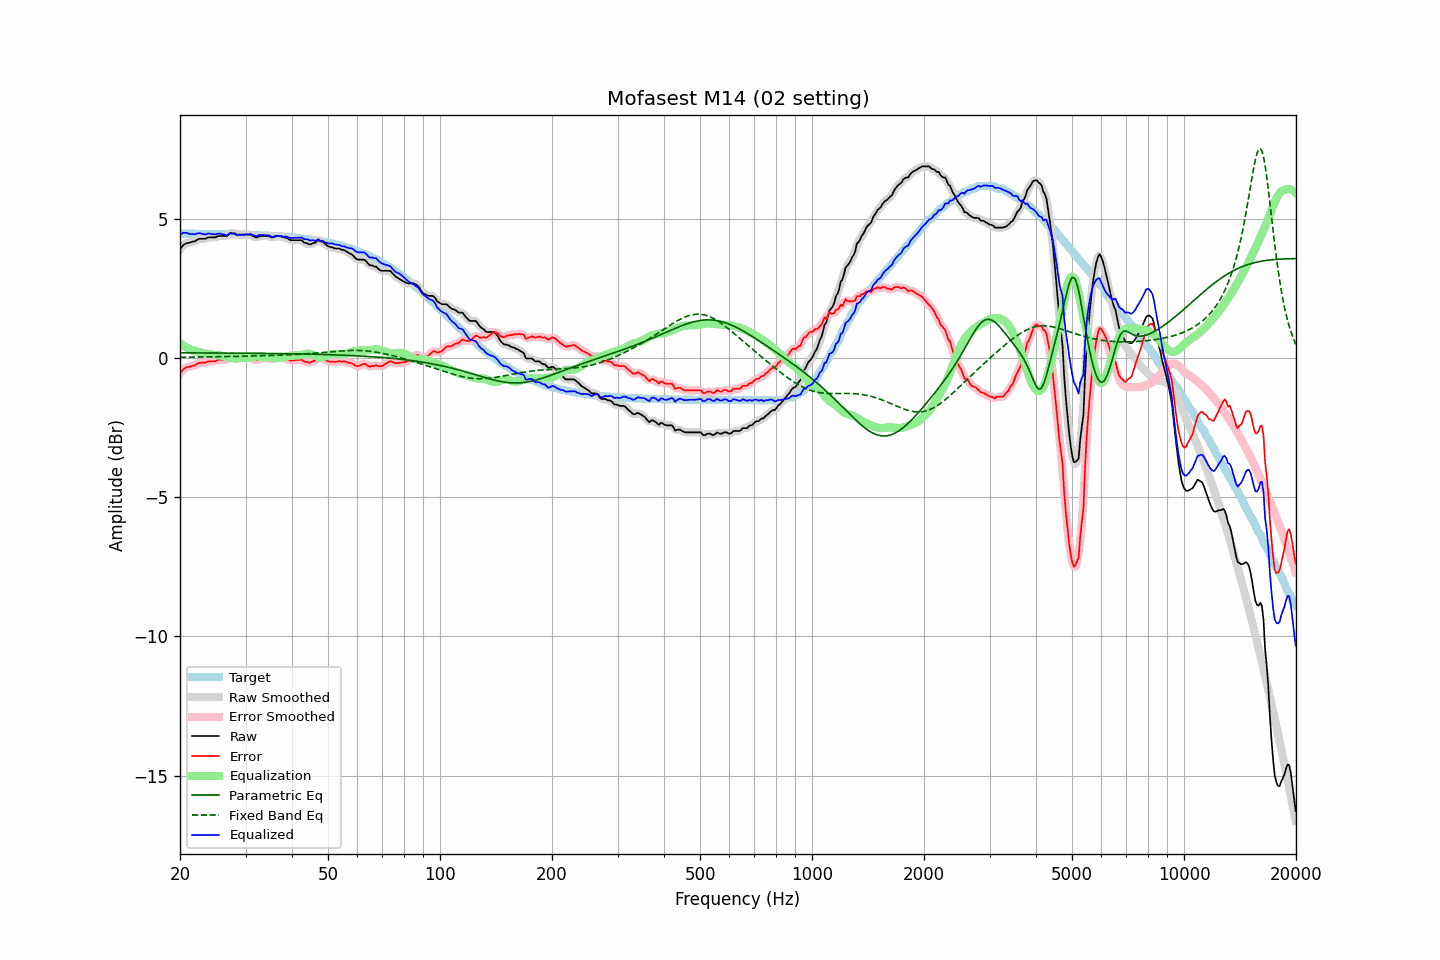 Mofasest M14 (02 setting)
Amplitude (dBr)
5
0
−5
−10
−15
Target
Raw Smoothed
Error Smoothed
Raw
Error
Equalization
Parametric Eq
Fixed Band Eq
Equalized
20 50 100 200 500 1000 2000 5000 10000 20000
Frequency (Hz)